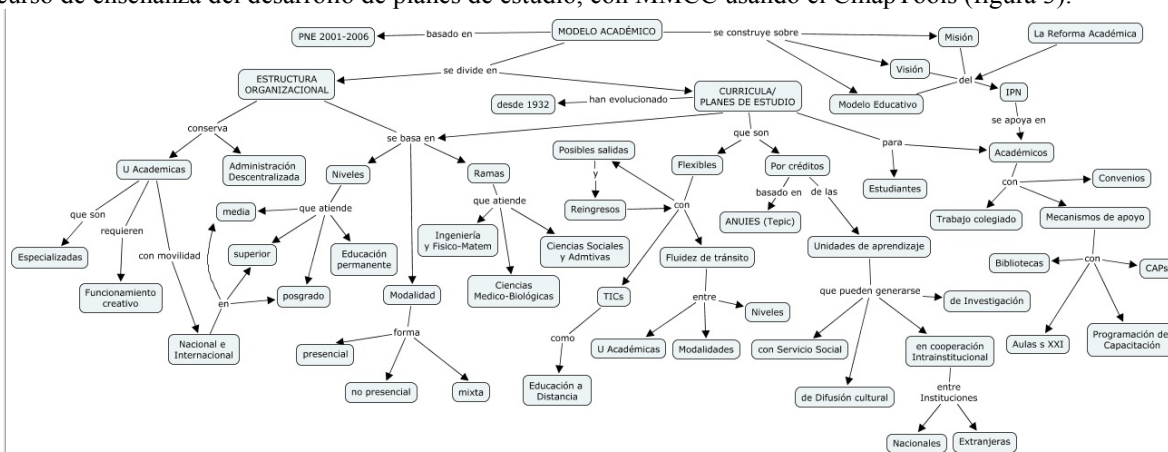 curso de enseñanza del desarrollo de planes de estudio, con MMCC usando el CmapTools (figura 3).
PNE 2001-2006
basado en
MODELO ACADÉMICO
se construye sobre
Misión
La Reforma Académica
se divide en
Visión
del
ESTRUCTURA
ORGANIZACIONAL
desde 1932
han evolucionado
CURRICULA/
PLANES DE ESTUDIO
Modelo Educativo
IPN
se apoya en
conserva
se basa en
que son
para
Académicos
U Academicas
Administración
Descentralizada
Niveles
Ramas
Posibles salidas
y
Reingresos
Flexibles
con
Por créditos
basado en
de las
ANUIES (Tepic)
Estudiantes
con
Convenios
Trabajo colegiado
Mecanismos de apoyo
que son
requieren
con movilidad
Especializadas
Funcionamiento
creativo
Nacional e
Internacional
en
media
que atiende
superior
posgrado
Educación
permanente
que atiende
Ingeniería
y Fisico-Matem
Ciencias Sociales
y Admtivas
Ciencias
Medico-Biológicas
Modalidad
forma
presencial
no presencial
mixta
TICs
como
Educación a
Distancia
Fluidez de tránsito
entre
Niveles
U Académicas
Modalidades
Unidades de aprendizaje
que pueden generarse
de Investigación
con Servicio Social
de Difusión cultural
en cooperación
Intrainstitucional
entre
Instituciones
Nacionales
Extranjeras
Bibliotecas
con
CAPs
Aulas s XXI
Programación de
Capacitación